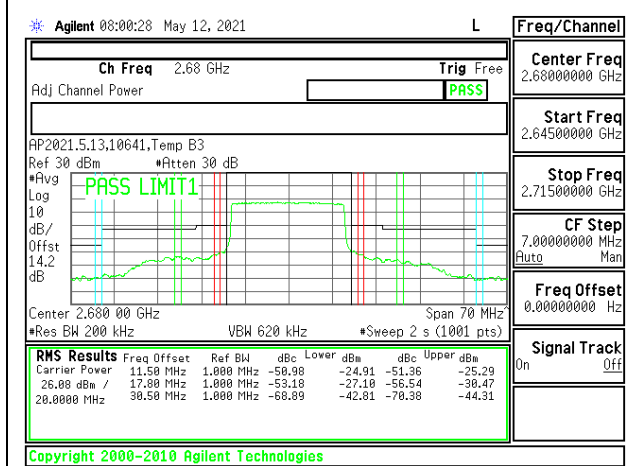 Agilent 08:00:28 May 12, 2021 L
Freq/Channel
Ch Freq 2.68 GHz Trig Free
Adj Channel Power PASS
Center Freq
2.68000000 GHz
Start Freq
2.64500000 GHz
Stop Freq
2.71500000 GHz
CF Step
7.00000000 MHz
Auto Man
Freq Offset
0.00000000 Hz
Signal Track
On Off
AP2021.5.13,10641,Temp B3
Ref 30 dBm #Atten 30 dB
#Avg
Log
10
dB/
Offst
14.2
dB
PASS LIMIT1
Center 2.680 00 GHz Span 70 MHz^
#Res BW 200 kHz VBW 620 kHz #Sweep 2 s (1001 pts)
RMS Results Freq Offset Ref BW dBc Lower dBm dBc Upper dBm
Carrier Power 11.50 MHz 1.000 MHz -50.98 -24.91 -51.36 -25.29
26.08 dBm / 17.80 MHz 1.000 MHz -53.18 -27.10 -56.54 -30.47
20.0000 MHz 30.50 MHz 1.000 MHz -68.89 -42.81 -70.38 -44.31
Copyright 2000-2010 Agilent Technologies